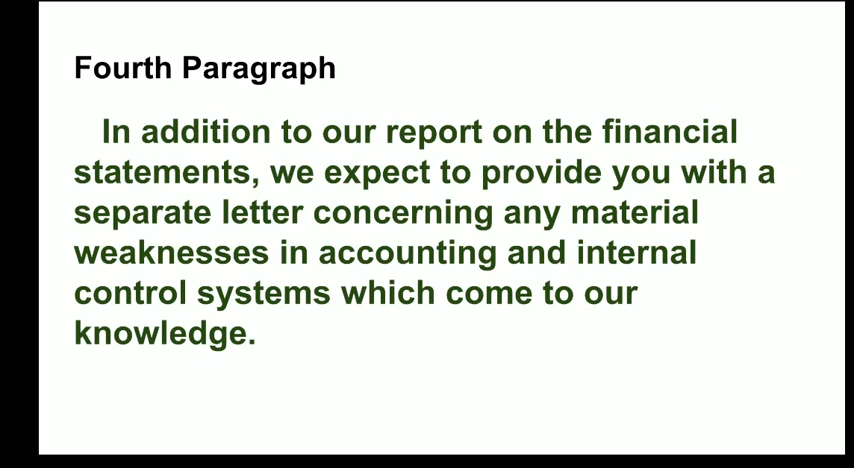 Fourth Paragraph
In addition to our report on the financial
statements, we expect to provide you with a
separate letter concerning any material
weaknesses in accounting and internal
control systems which come to our
knowledge.